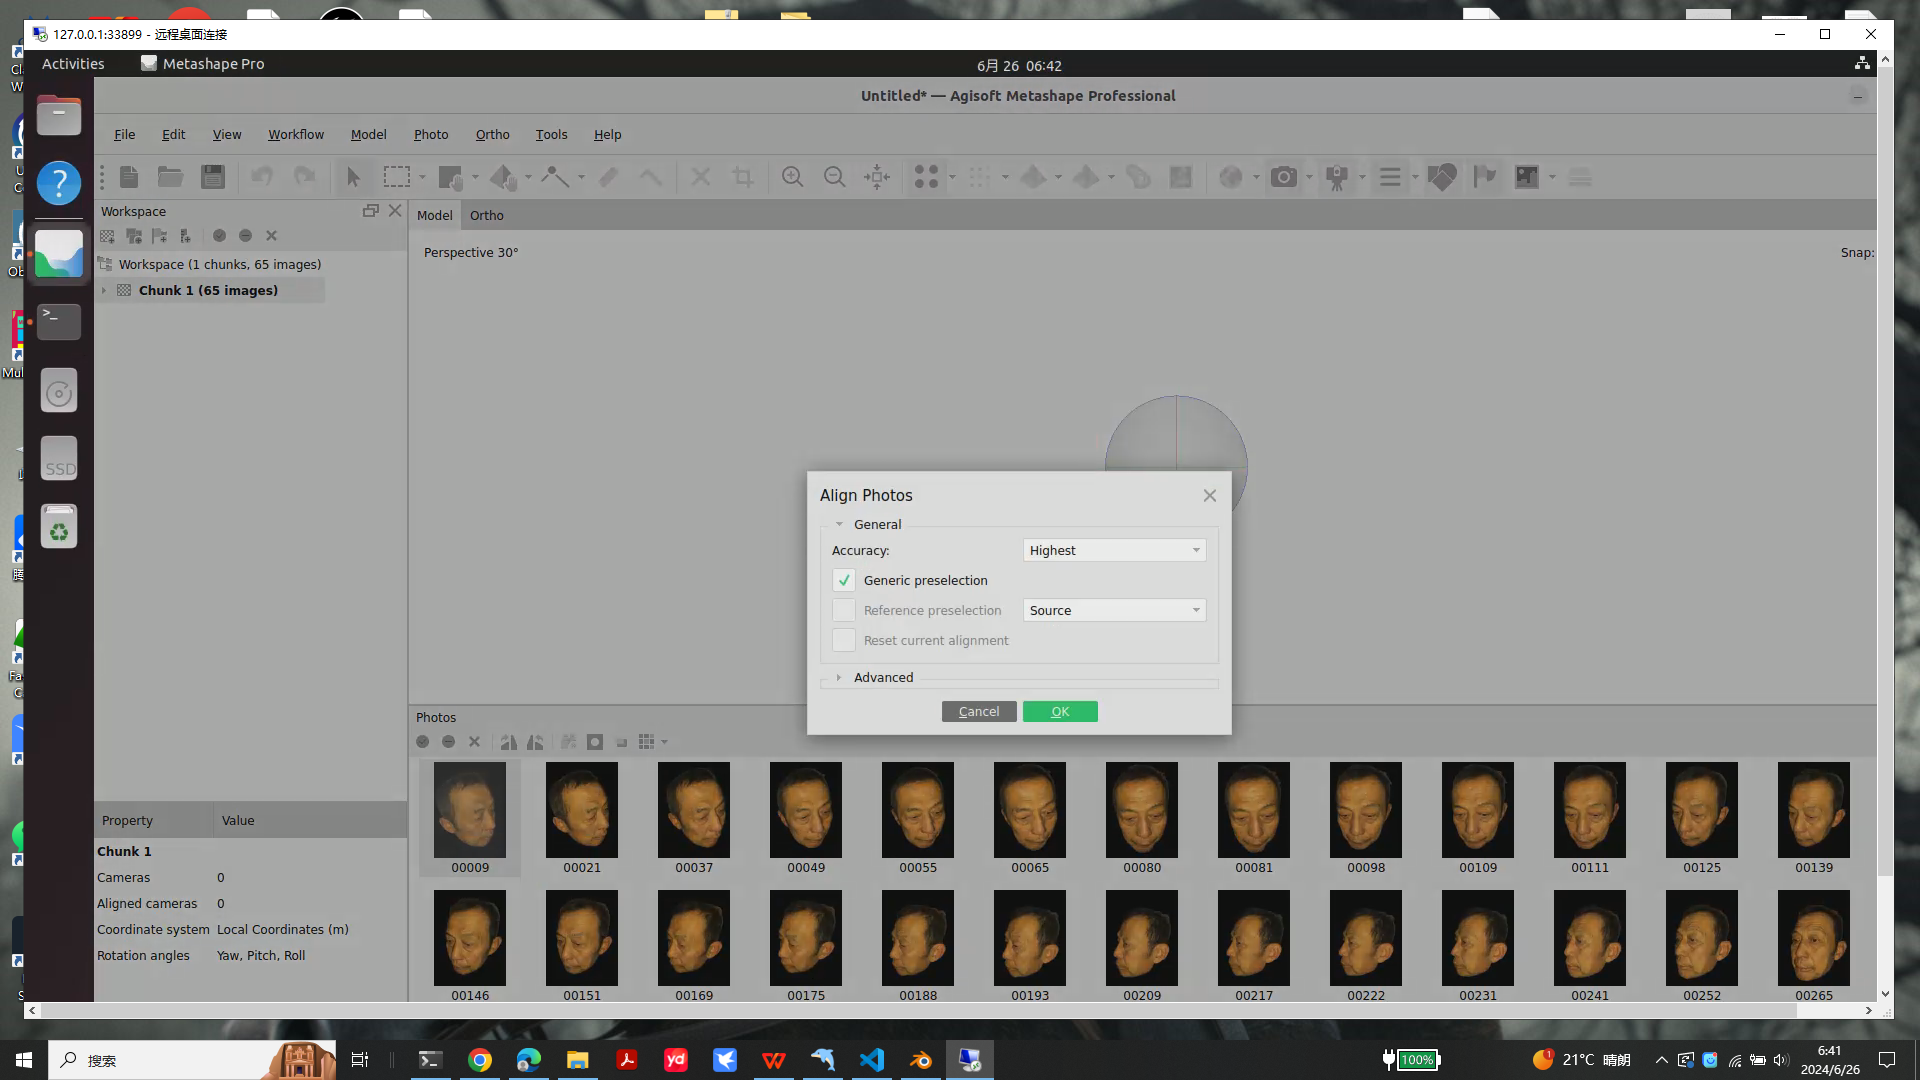 127.0.0.1:33899 - 远程桌面连接
Activities
Metashape Pro
6月 26 06:42
Untitled* — Agisoft Metashape Professional
File Edit View Workflow Model Photo Ortho Tools Help
Workspace
Workspace (1 chunks, 65 images)
Chunk 1 (65 images)
Model Ortho
Perspective 30°
Snap:
Align Photos
General
Accuracy: Highest
Generic preselection
Reference preselection Source
Reset current alignment
Advanced
Cancel OK
SSD
Photos
00009 00021 00037 00049 00055 00065 00080 00081 00098 00109 00111 00125 00139
00146 00151 00169 00175 00188 00193 00209 00217 00222 00231 00241 00252 00265
Property Value
Chunk 1
Cameras 0
Aligned cameras 0
Coordinate system Local Coordinates (m)
Rotation angles Yaw, Pitch, Roll
搜索
yd
100%
1
21°C 晴朗
6:41
2024/6/26